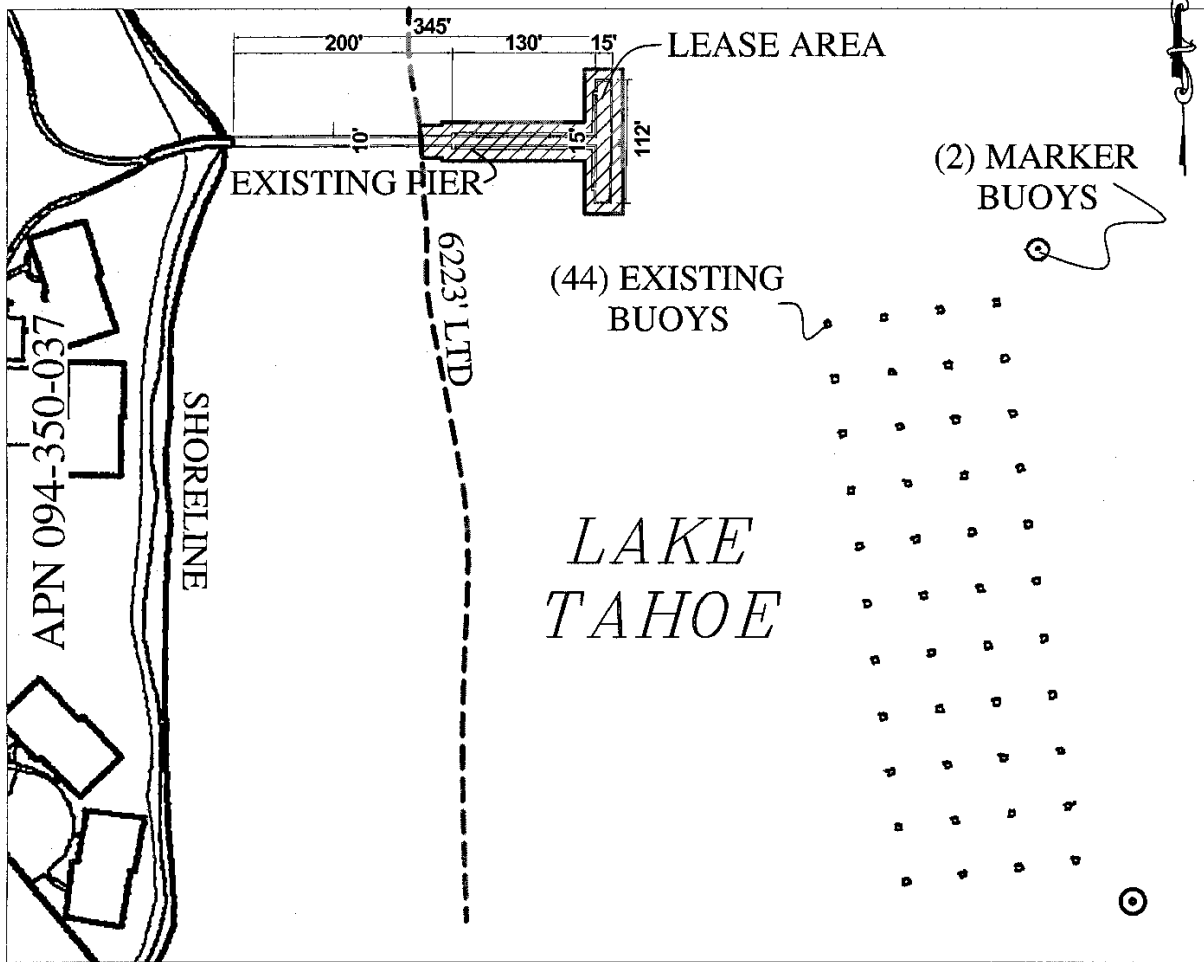 345'
200'
130'
15'
LEASE AREA
10'
15'
112'
EXISTING PIER
(2) MARKER
BUOYS
(44) EXISTING
BUOYS
6223' LTD
APN 094-350-037
SHORELINE
LAKE
TAHOE